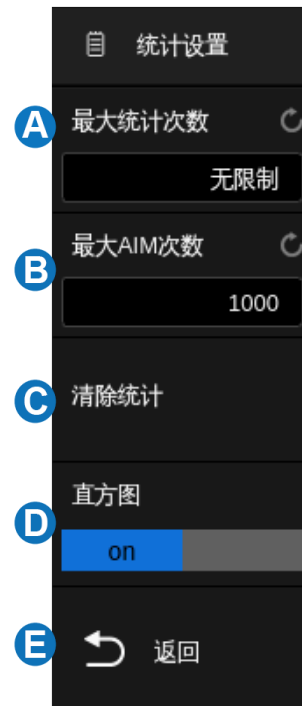 统计设置
A
最大统计次数
无限制
B
最大AIM次数
1000
C
清除统计
直方图
D
on
E
返回